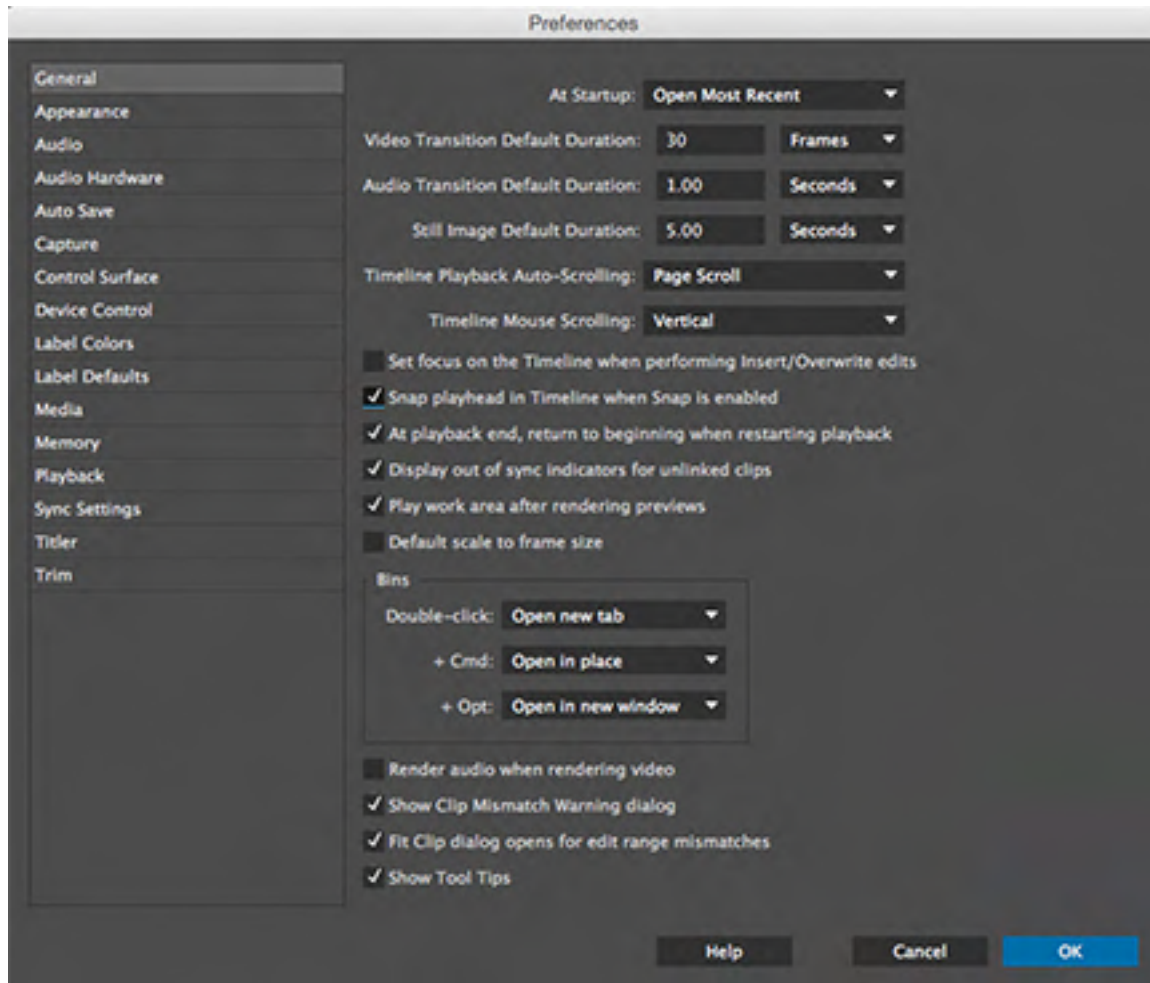 Preferences
General
Appearance
Audio
Audio Hardware
Auto Save
Capture
Control Surface
Device Control
Label Colors
Label Defaults
Media
Memory
Playback
Sync Settings
Titler
Trim
At Startup: Open Most Recent
Video Transition Default Duration: 30 Frames
Audio Transition Default Duration: 1.00 Seconds
Still Image Default Duration: 5.00 Seconds
Timeline Playback Auto-Scrolling: Page Scroll
Timeline Mouse Scrolling: Vertical
Set focus on the Timeline when performing Insert/Overwrite edits
Snap playhead in Timeline when Snap is enabled
At playback end, return to beginning when restarting playback
Display out of sync indicators for unlinked clips
Play work area after rendering previews
Default scale to frame size
Bins
Double-click: Open new tab
+ Cmd: Open in place
+ Opt: Open in new window
Render audio when rendering video
Show Clip Mismatch Warning dialog
Fit Clip dialog opens for edit range mismatches
Show Tool Tips
Help Cancel OK